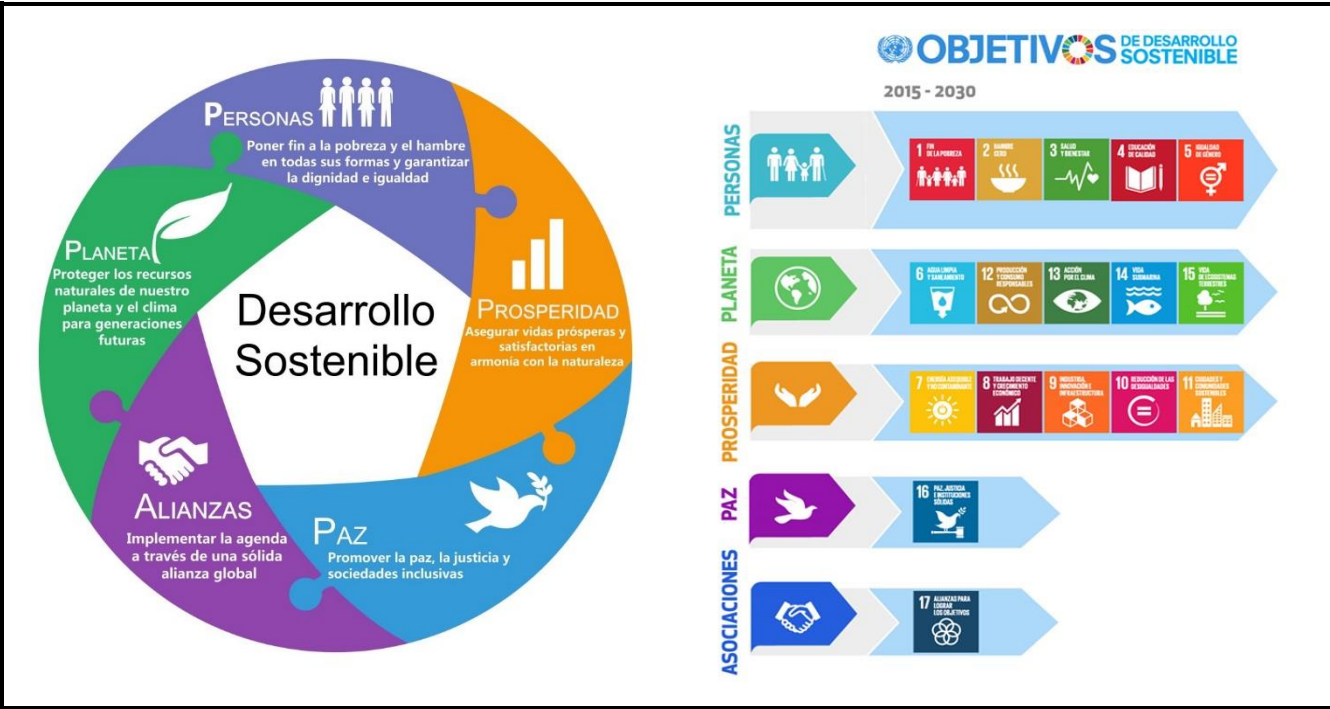 PERSONAS
Poner fin a la pobreza y el hambre
en todas sus formas y garantizar
la dignidad e igualdad
PROSPERIDAD
Asegurar vidas prósperas y
satisfactorias en
armonía con la naturaleza
PAZ
Promover la paz, la justicia y
sociedades inclusivas
ALIANZAS
Implementar la agenda
a través de una sólida
alianza global
PLANETA
Proteger los recursos
naturales de nuestro
planeta y el clima
para generaciones
futuras
Desarrollo
Sostenible
OBJETIVOS DE DESARROLLO
SOSTENIBLE
2015 - 2030
PERSONAS
1 FIN
DE LA POBREZA
2 HAMBRE
CERO
3 SALUD
Y BIENESTAR
4 EDUCACIÓN
DE CALIDAD
5 IGUALDAD
DE GÉNERO
PLANETA
6 AGUA LIMPIA
Y SANEAMIENTO
12 PRODUCCIÓN
Y CONSUMO
RESPONSABLES
13 ACCIÓN
POR EL CLIMA
14 VIDA
SUBMARINA
15 VIDA
DE ECOSISTEMAS
TERRESTRES
PROSPERIDAD
7 ENERGÍA ASEQUIBLE
Y NO CONTAMINANTE
8 TRABAJO DECENTE
Y CRECIMIENTO
ECONÓMICO
9 INDUSTRIA,
INNOVACIÓN E
INFRAESTRUCTURA
10 REDUCCIÓN DE LAS
DESIGUALDADES
11 CIUDADES Y
COMUNIDADES
SOSTENIBLES
PAZ
16 PAZ, JUSTICIA
E INSTITUCIONES
SÓLIDAS
ASOCIACIONES
17 ALIANZAS PARA
LOGRAR
LOS OBJETIVOS